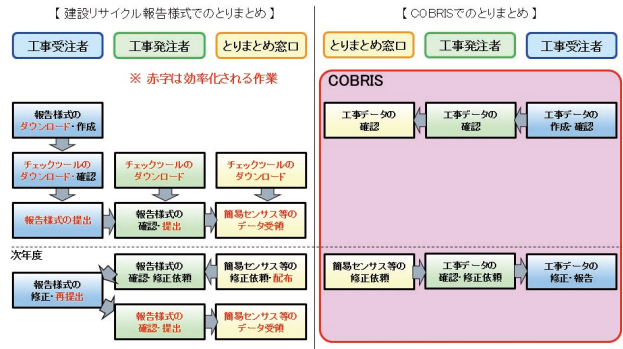 【 建設リサイクル報告様式でのとりまとめ 】
工事受注者
工事発注者
とりまとめ窓口
※ 赤字は効率化される作業
報告様式の
ダウンロード・作成
チェックツールの
ダウンロード・確認
チェックツールの
ダウンロード
チェックツールの
ダウンロード
報告様式の提出
報告様式の
確認・提出
簡易センサス等の
データ受領
次年度
報告様式の
修正・再提出
報告様式の
確認・修正依頼
簡易センサス等の
修正依頼・配布
報告様式の
確認・提出
簡易センサス等の
データ受領
【 COBRISでのとりまとめ 】
とりまとめ窓口
工事発注者
工事受注者
COBRIS
工事データの
確認
工事データの
確認
工事データの
作成・確認
簡易センサス等の
修正依頼
工事データの
確認・修正依頼
工事データの
修正・報告